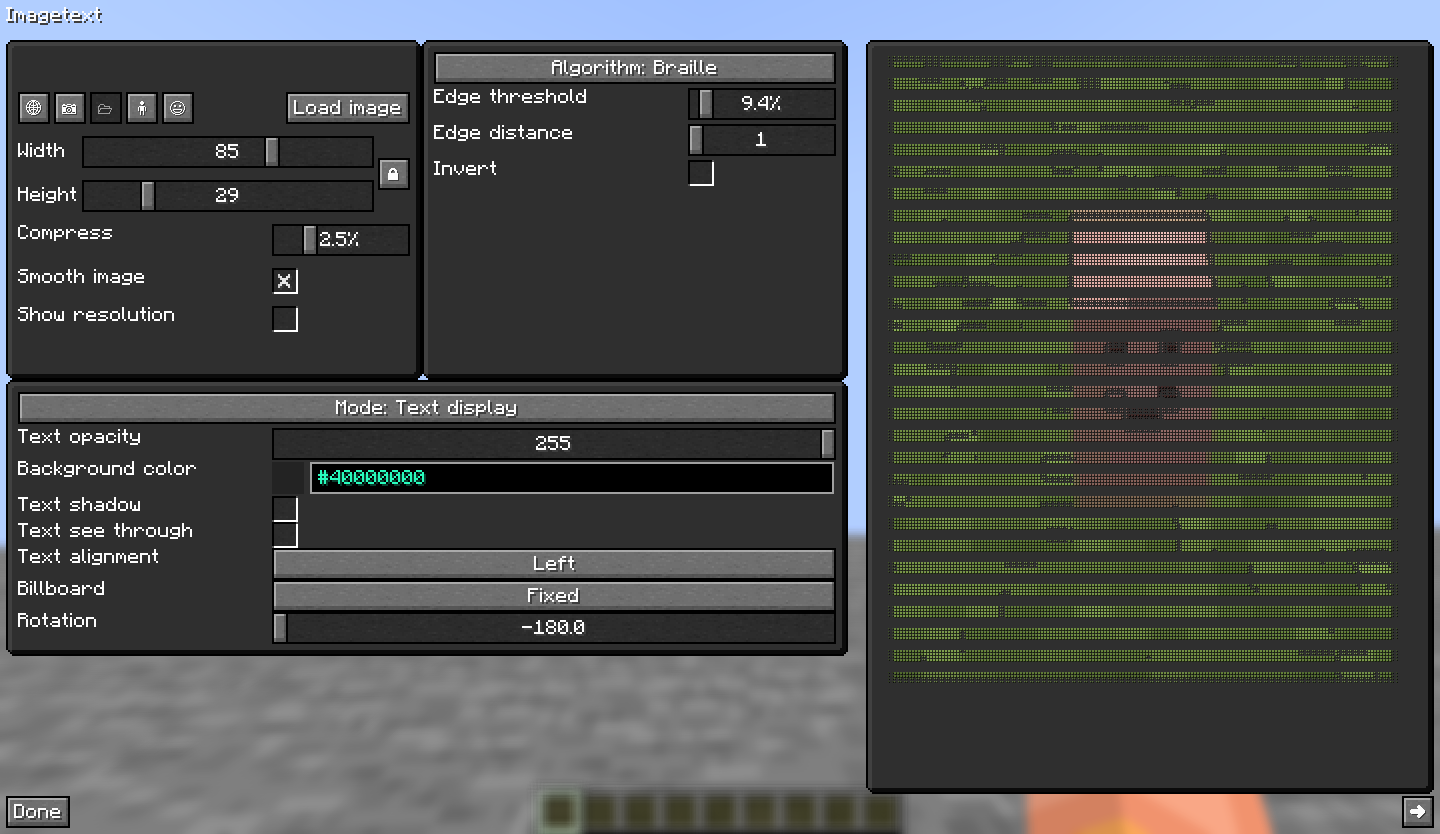 Imagetext
Load image
Width 85
Height 29
Compress 2.5%
Smooth image
Show resolution
Algorithm: Braille
Edge threshold 9.4%
Edge distance 1
Invert
Mode: Text display
Text opacity 255
Background color #40000000
Text shadow
Text see through
Text alignment Left
Billboard Fixed
Rotation -180.0
Done